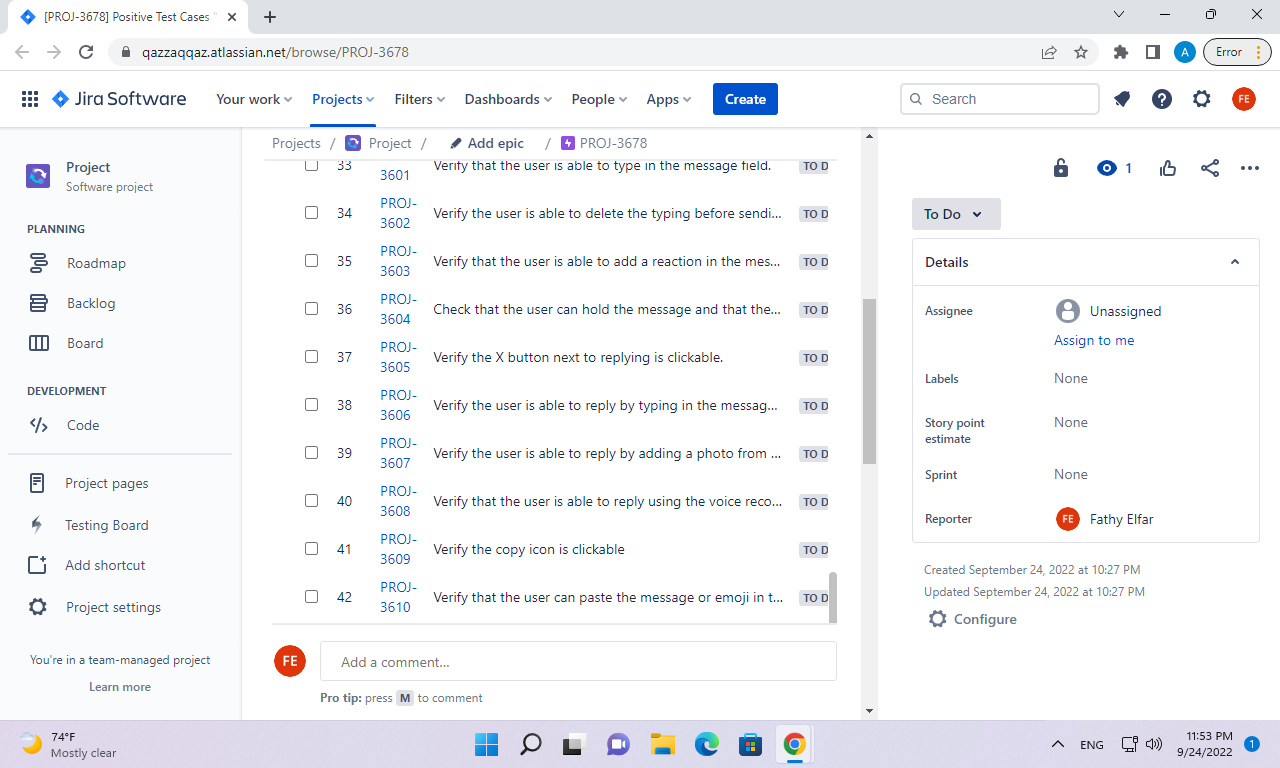 [PROJ-3678] Positive Test Cases "
qazzaqqaz.atlassian.net/browse/PROJ-3678
A
Error
Jira Software
Your work
Projects
Filters
Dashboards
People
Apps
Create
Search
FE
Project
Software project
PLANNING
Roadmap
Backlog
Board
DEVELOPMENT
Code
Project pages
Testing Board
Add shortcut
Project settings
You're in a team-managed project
Learn more
Projects / Project / Add epic / PROJ-3678
33 PROJ-3601 Verify that the user is able to type in the message field. TO D
34 PROJ-3602 Verify the user is able to delete the typing before sendi... TO D
35 PROJ-3603 Verify that the user is able to add a reaction in the mes... TO D
36 PROJ-3604 Check that the user can hold the message and that the... TO D
37 PROJ-3605 Verify the X button next to replying is clickable. TO D
38 PROJ-3606 Verify the user is able to reply by typing in the messag... TO D
39 PROJ-3607 Verify the user is able to reply by adding a photo from ... TO D
40 PROJ-3608 Verify that the user is able to reply using the voice reco... TO D
41 PROJ-3609 Verify the copy icon is clickable TO D
42 PROJ-3610 Verify that the user can paste the message or emoji in t... TO D
FE
Add a comment...
Pro tip: press M to comment
1
To Do
Details
Assignee
Unassigned
Assign to me
Labels
None
Story point
estimate
None
Sprint
None
Reporter
FE Fathy Elfar
Created September 24, 2022 at 10:27 PM
Updated September 24, 2022 at 10:27 PM
Configure
74°F
Mostly clear
ENG
11:53 PM
9/24/2022
1